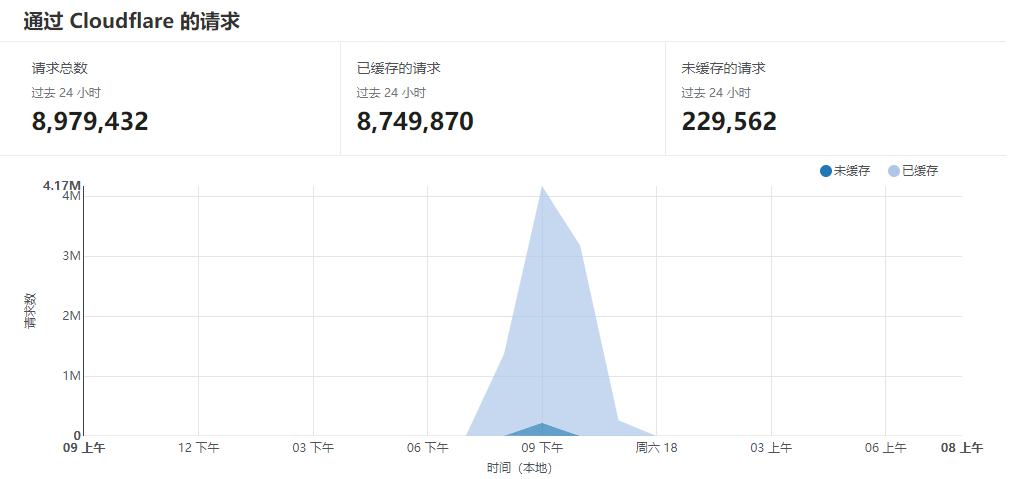 通过 Cloudflare 的请求
请求总数
过去 24 小时
8,979,432
已缓存的请求
过去 24 小时
8,749,870
未缓存的请求
过去 24 小时
229,562
未缓存 已缓存
4.17M
4M
3M
2M
1M
0
请求数
09 上午 12 下午 03 下午 06 下午 09 下午 周六 18 03 上午 06 上午 08 上午
时间（本地）